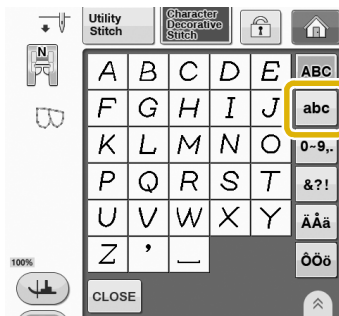 Utility Stitch
Character Decorative Stitch
N
A B C D E ABC
F G H I J abc
K L M N O 0~9,.
P Q R S T &?!
U V W X Y ÄÅä
Z ’ _ ÔÖö
100%
CLOSE